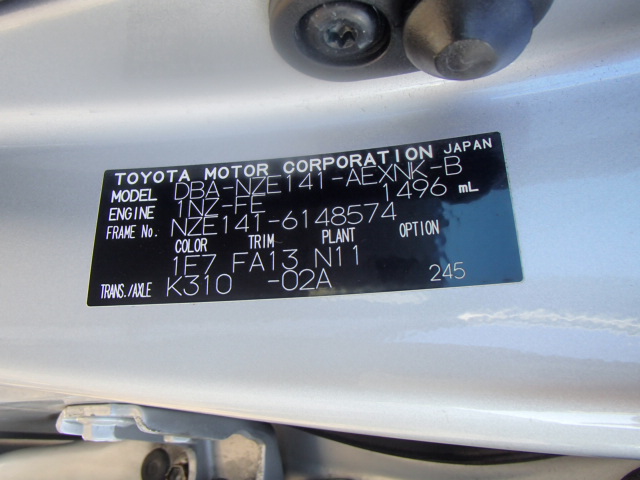 TOYOTA MOTOR CORPORATION JAPAN
MODEL DBA-NZE141-AEXNK-B
ENGINE 1NZ-FE 1496 mL
FRAME No. NZE141-6148574
COLOR TRIM PLANT OPTION
1F7 FA13 N11
TRANS./AXLE K310 -02A 245